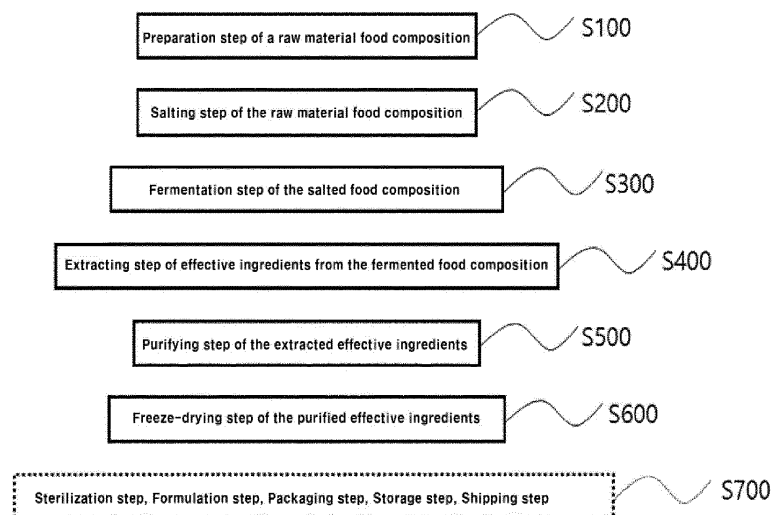 Preparation step of a raw material food composition
S100
Salting step of the raw material food composition
S200
Fermentation step of the salted food composition
S300
Extracting step of effective ingredients from the fermented food composition
S400
Purifying step of the extracted effective ingredients
S500
Freeze-drying step of the purified effective ingredients
S600
Sterilization step, Formulation step, Packaging step, Storage step, Shipping step
S700